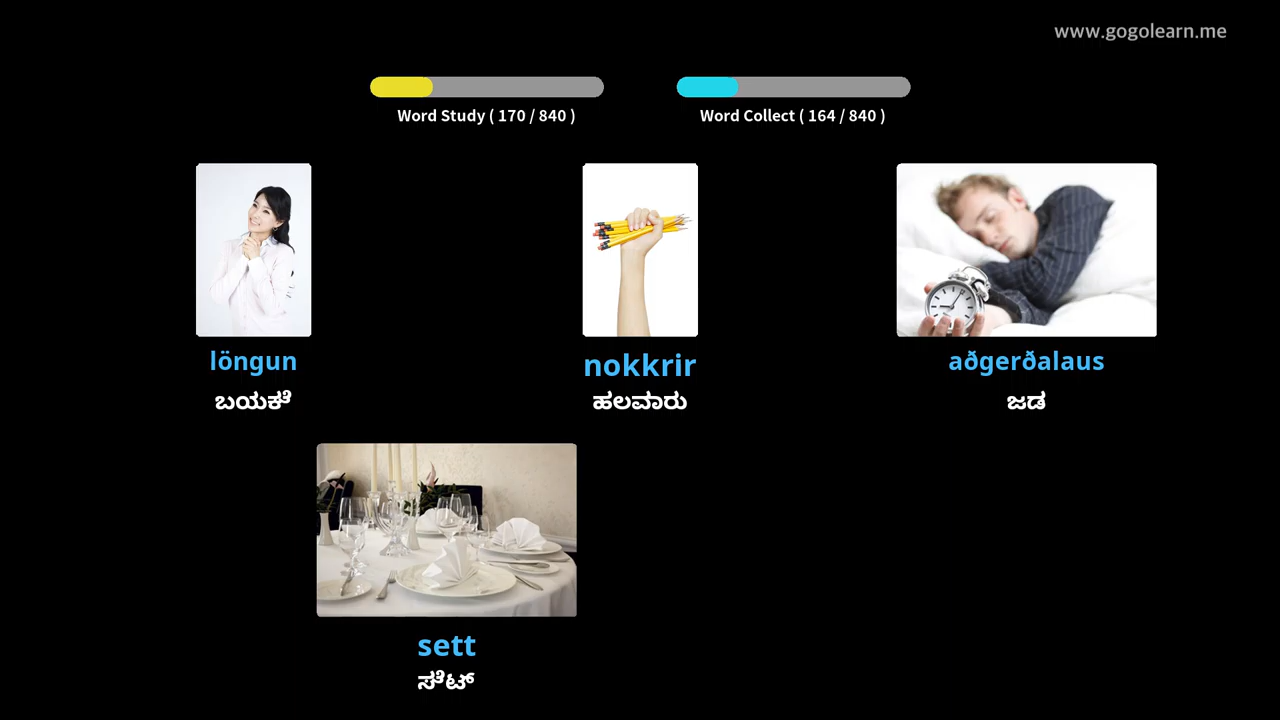 www.gogolearn.me
Word Study ( 170 / 840 )
Word Collect ( 164 / 840 )
löngun
ಬಯಕೆ
nokkrir
ಹಲವಾರು
aðgerðalaus
ಜಡ
sett
ಸೆಟ್